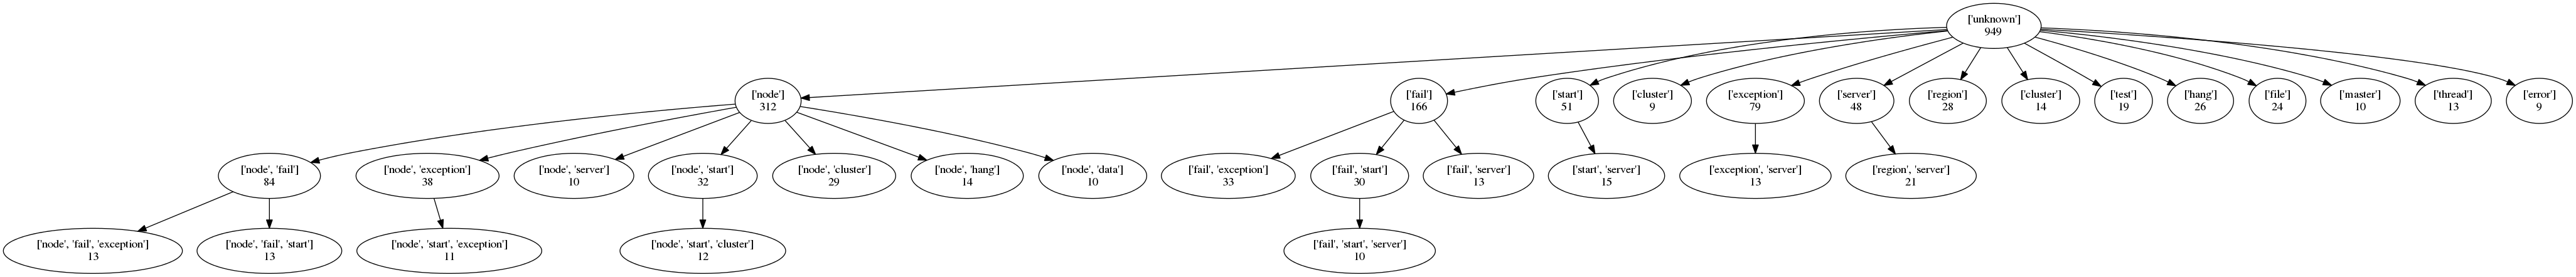 ['unknown']
949
['node']
312
['fail']
166
['start']
51
['cluster']
9
['exception']
79
['server']
48
['region']
28
['cluster']
14
['test']
19
['hang']
26
['file']
24
['master']
10
['thread']
13
['error']
9
['node', 'fail']
84
['node', 'exception']
38
['node', 'server']
10
['node', 'start']
32
['node', 'cluster']
29
['node', 'hang']
14
['node', 'data']
10
['fail', 'exception']
33
['fail', 'start']
30
['fail', 'server']
13
['start', 'server']
15
['exception', 'server']
13
['region', 'server']
21
['node', 'fail', 'exception']
13
['node', 'fail', 'start']
13
['node', 'start', 'exception']
11
['node', 'start', 'cluster']
12
['fail', 'start', 'server']
10